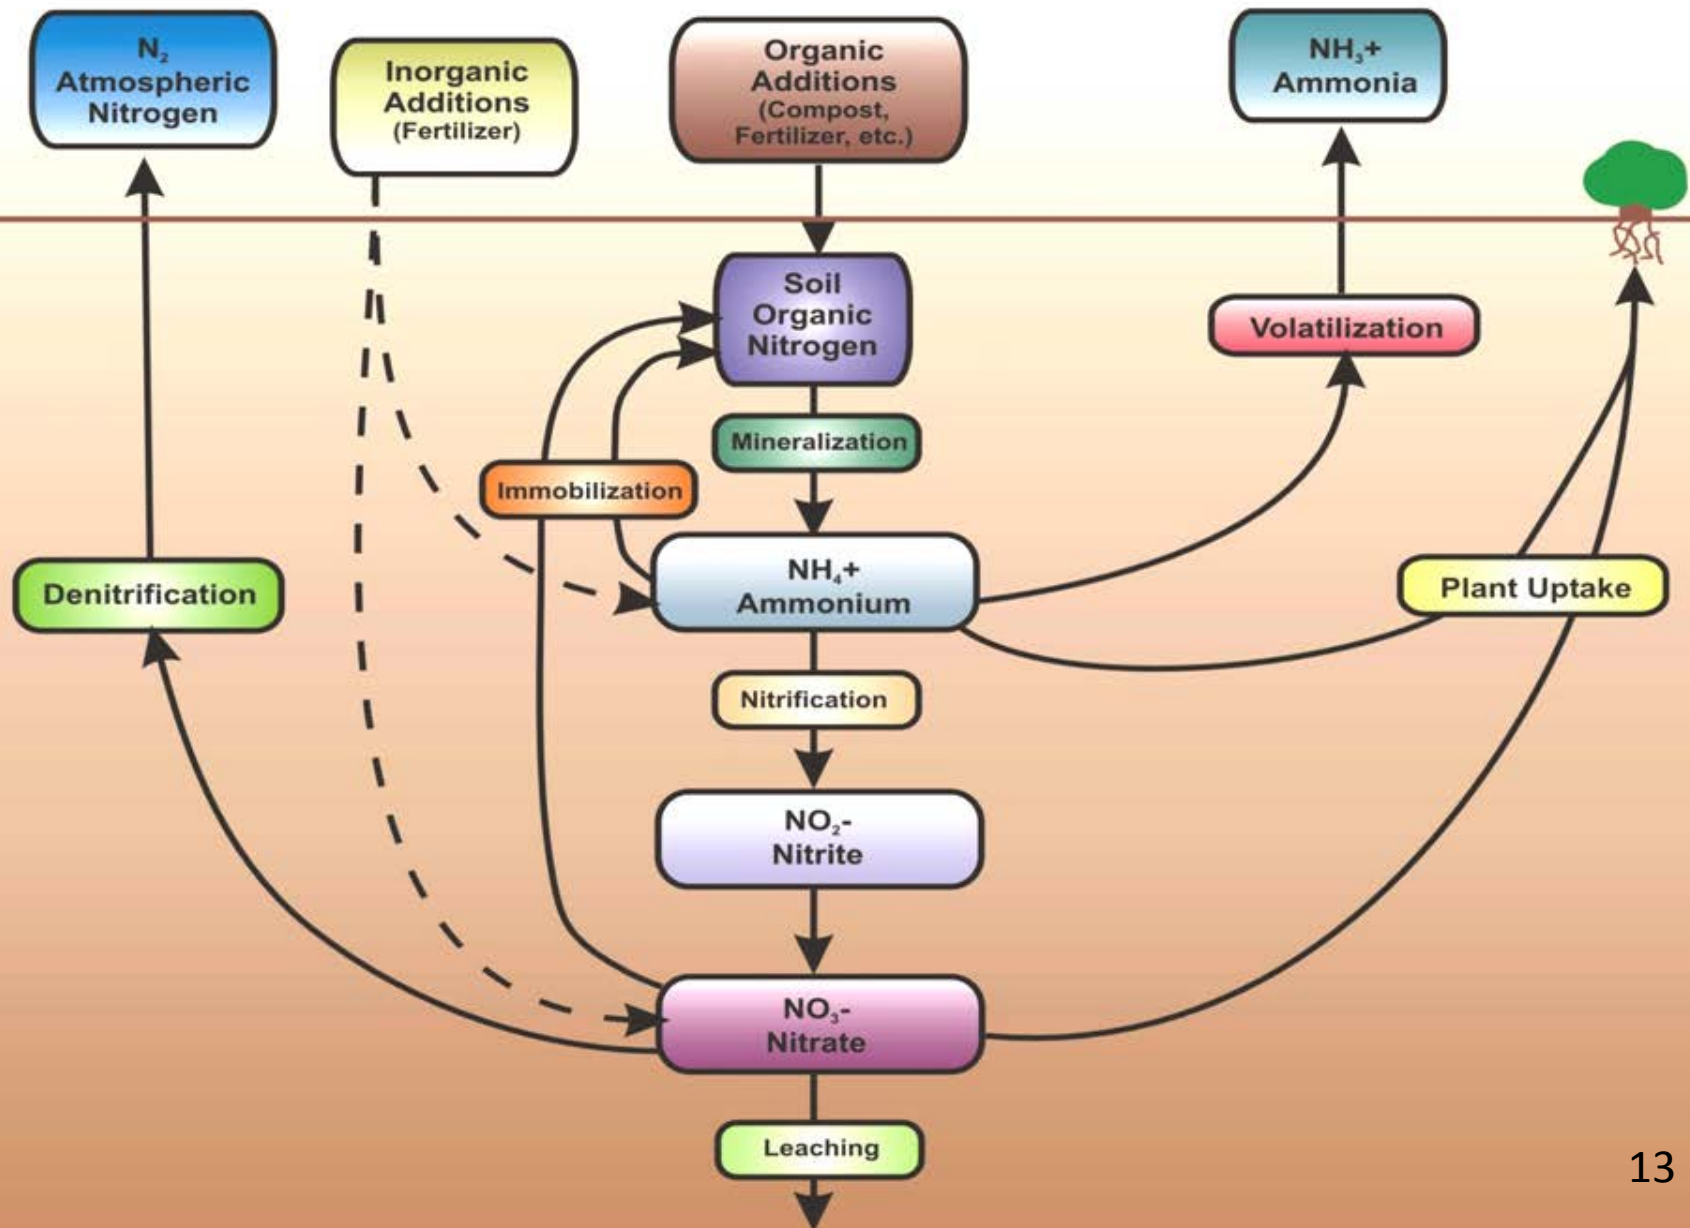 N₂
Atmospheric
Nitrogen
Inorganic
Additions
(Fertilizer)
Organic
Additions
(Compost,
Fertilizer, etc.)
NH₃+
Ammonia
Soil
Organic
Nitrogen
Volatilization
Mineralization
Immobilization
NH₄+
Ammonium
Denitrification
Plant Uptake
Nitrification
NO₂-
Nitrite
NO₃-
Nitrate
Leaching
13